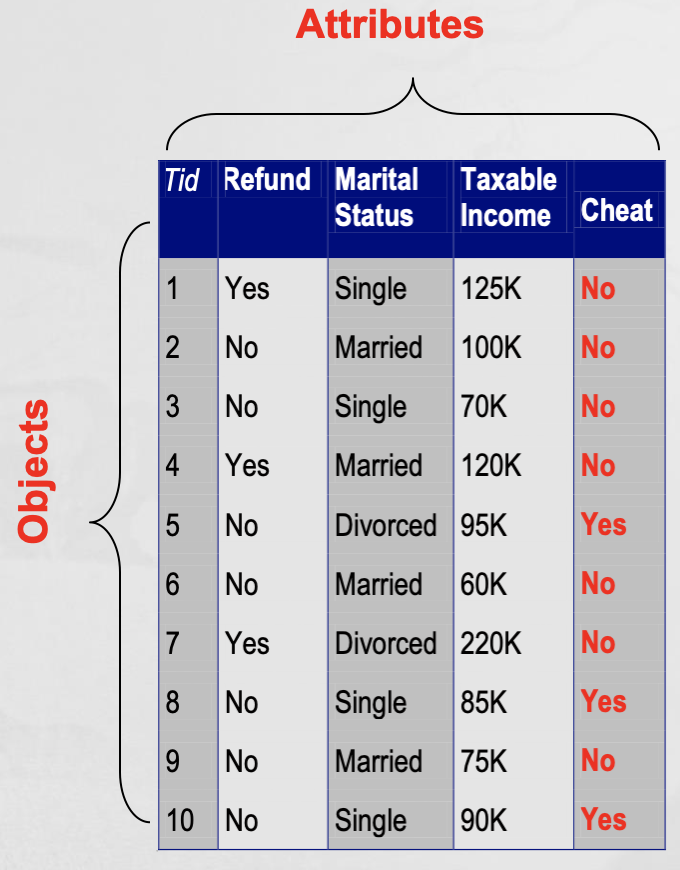 Attributes
Objects
Tid Refund Marital Status Taxable Income Cheat
1 Yes Single 125K No
2 No Married 100K No
3 No Single 70K No
4 Yes Married 120K No
5 No Divorced 95K Yes
6 No Married 60K No
7 Yes Divorced 220K No
8 No Single 85K Yes
9 No Married 75K No
10 No Single 90K Yes